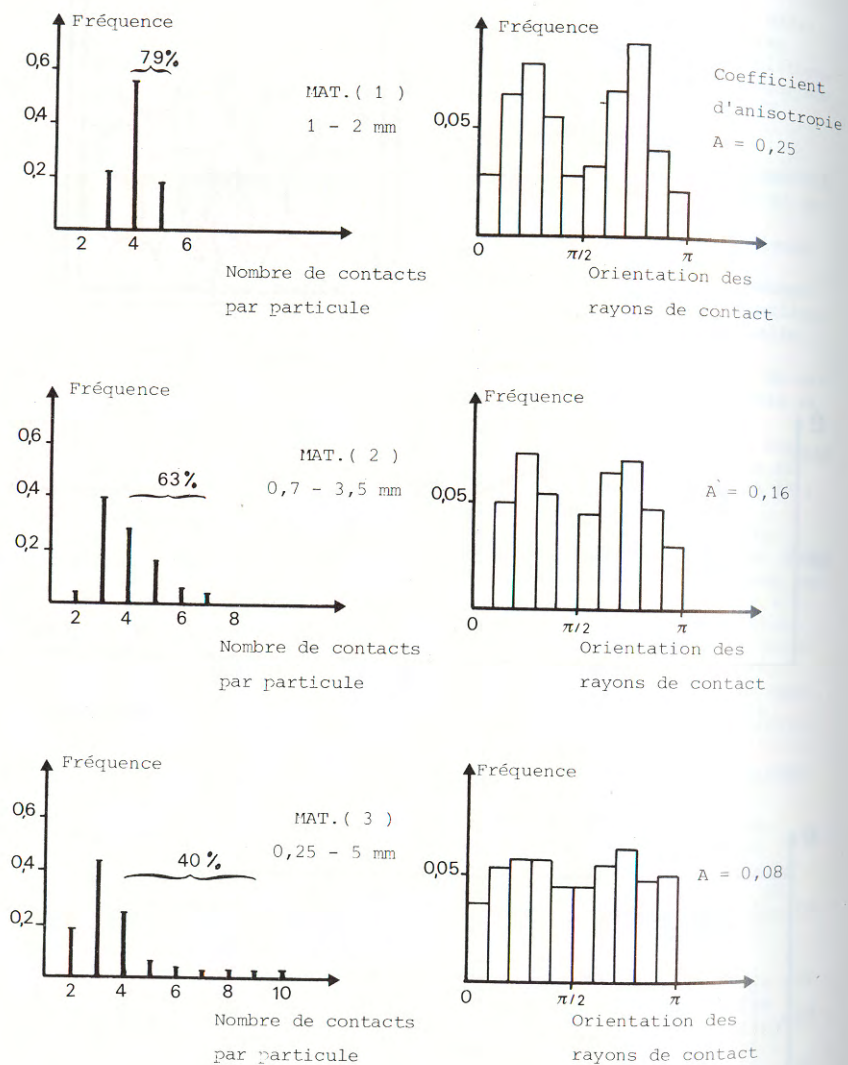 Fréquence
79%
0,6
0,4
0,2
MAT.( 1 )
1 - 2 mm
2 4 6
Nombre de contacts
par particule
Fréquence
0,05
Coefficient
d'anisotropie
A = 0,25
0 π/2 π
Orientation des
rayons de contact
Fréquence
63%
0,6
0,4
0,2
MAT.( 2 )
0,7 - 3,5 mm
2 4 6 8
Nombre de contacts
par particule
Fréquence
0,05
A = 0,16
0 π/2 π
Orientation des
rayons de contact
Fréquence
40%
0,6
0,4
0,2
MAT.( 3 )
0,25 - 5 mm
2 4 6 8 10
Nombre de contacts
par particule
Fréquence
0,05
A = 0,08
0 π/2 π
Orientation des
rayons de contact